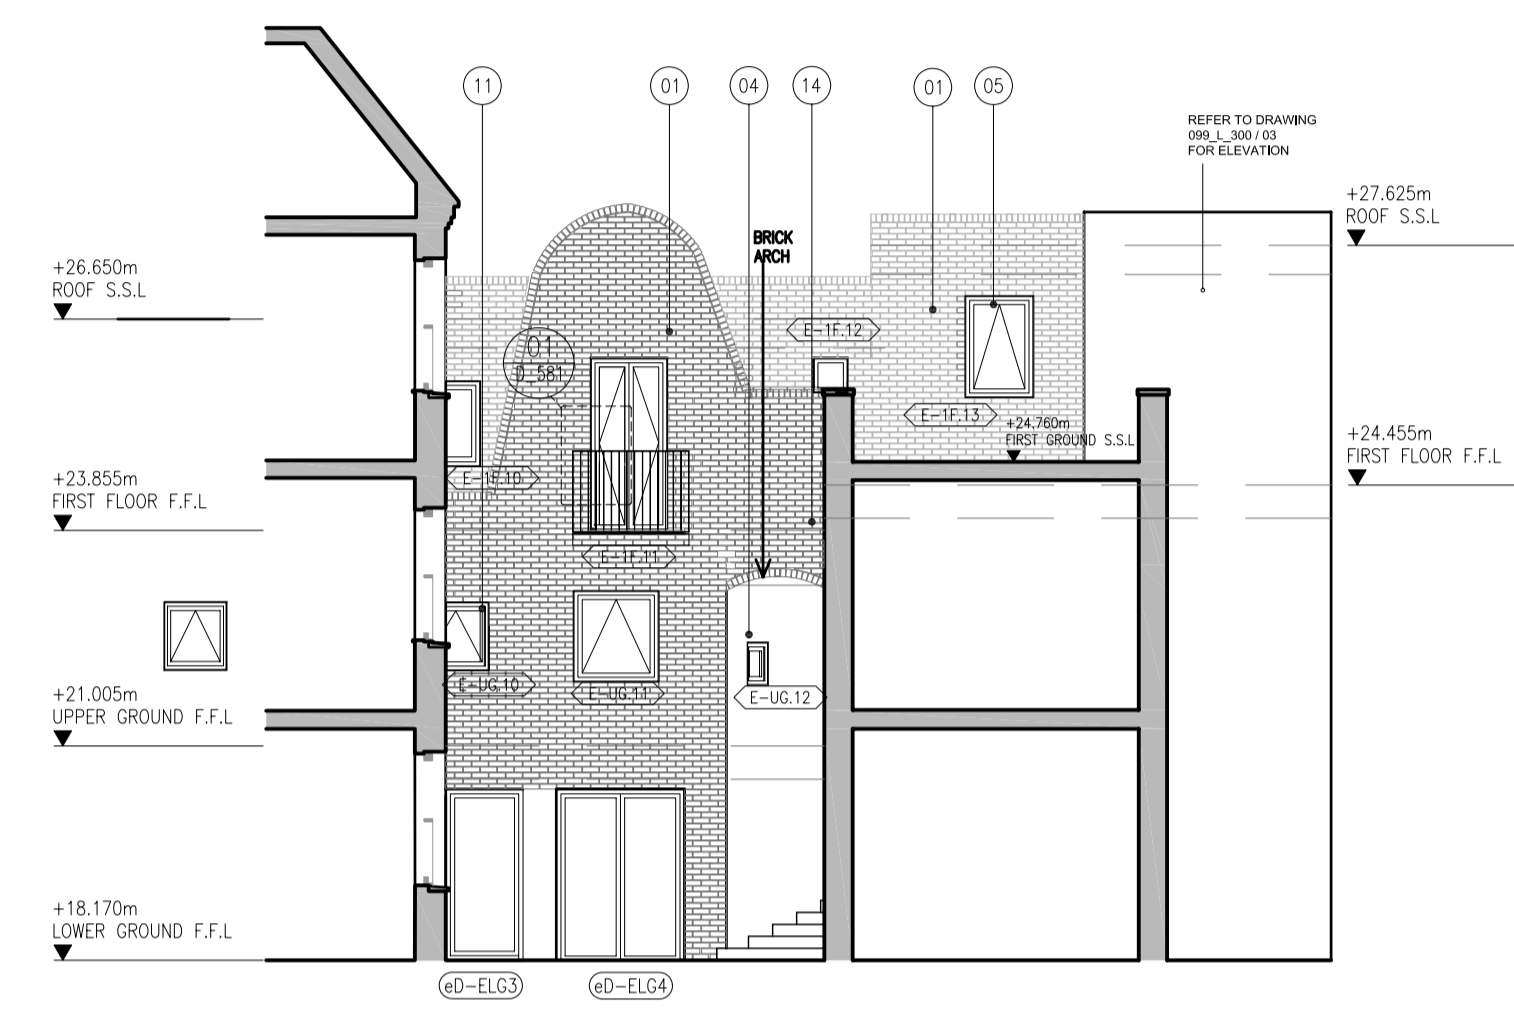 11
01
04
14
01
05
REFER TO DRAWING
099_L_300 / 03
FOR ELEVATION
+27.625m
ROOF S.S.L
BRICK
ARCH
+26.650m
ROOF S.S.L
E-1F.12
01
D_581
E-1F.13
+24.760m
FIRST GROUND S.S.L
+24.455m
FIRST FLOOR F.F.L
E-1F.10
+23.855m
FIRST FLOOR F.F.L
E-1F.11
E-UG.10
E-UG.11
E-UG.12
+21.005m
UPPER GROUND F.F.L
+18.170m
LOWER GROUND F.F.L
eD-ELG3
eD-ELG4